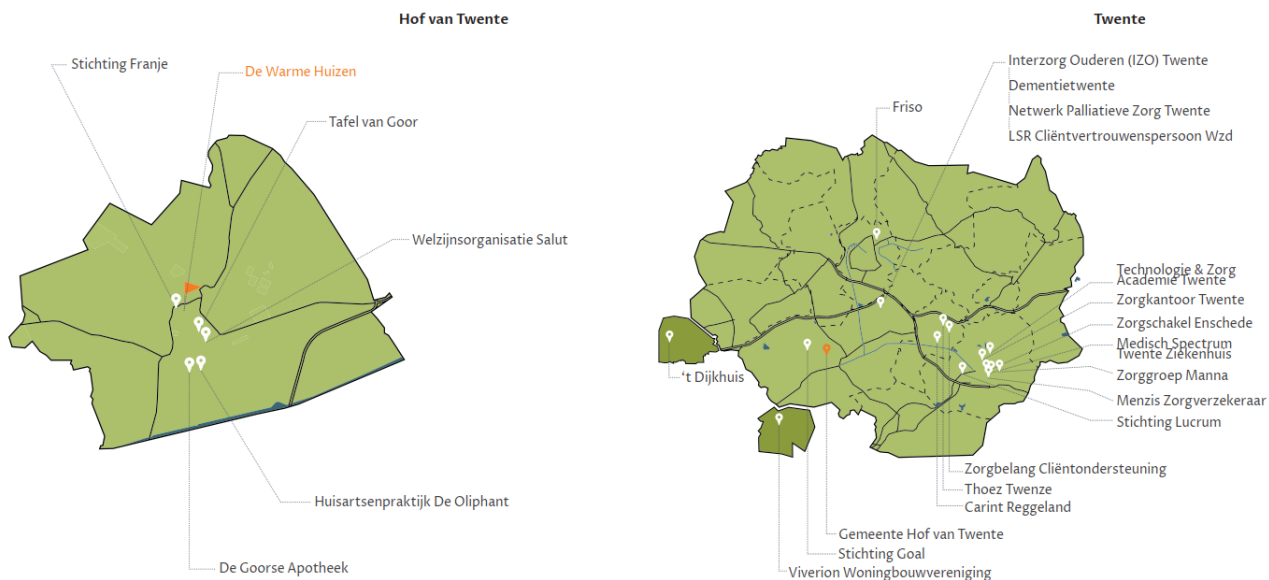 Hof van Twente
Stichting Franje
De Warme Huizen
Tafel van Goor
Welzijnsorganisatie Salut
Huisartsenpraktijk De Oliphant
De Goorse Apotheek
Twente
Interzorg Ouderen (IZO) Twente
Dementietwente
Netwerk Palliatieve Zorg Twente
LSR Cliëntvertrouwenspersoon Wzd
Friso
Technologie & Zorg
Academie Twente
Zorgkantoor Twente
Zorgschakel Enschede
Medisch Spectrum
Twente Ziekenhuis
Zorggroep Manna
Menzis Zorgverzekeraar
Stichting Lucrum
't Dijkhuis
Zorgbelang Cliëntondersteuning
Thoez Twenze
Carint Reggeland
Gemeente Hof van Twente
Stichting Goal
Viverion Woningbouwvereniging